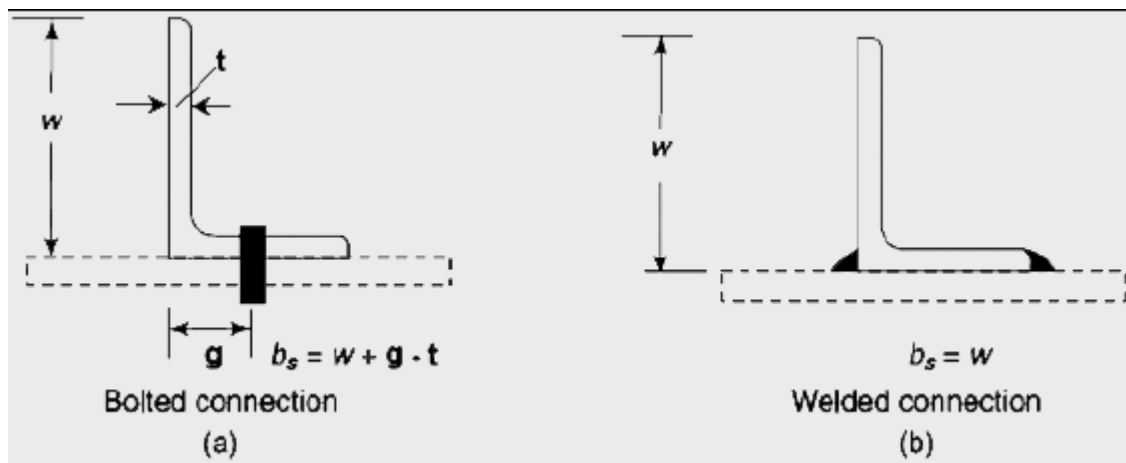 t
w
g
b_s = w + g - t
Bolted connection
(a)
w
b_s = w
Welded connection
(b)